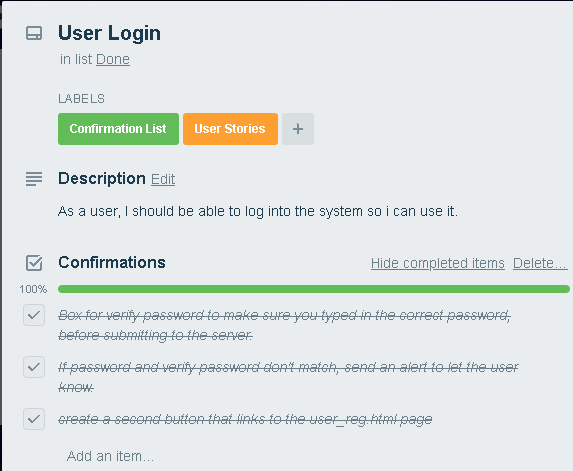 User Login
in list Done
LABELS
Confirmation List User Stories +
Description Edit
As a user, I should be able to log into the system so i can use it.
Confirmations Hide completed items Delete...
100%
Box for verify password to make sure you typed in the correct password,
before submitting to the server.
If password and verify password don't match, send an alert to let the user
know.
create a second button that links to the user_reg.html page
Add an item...